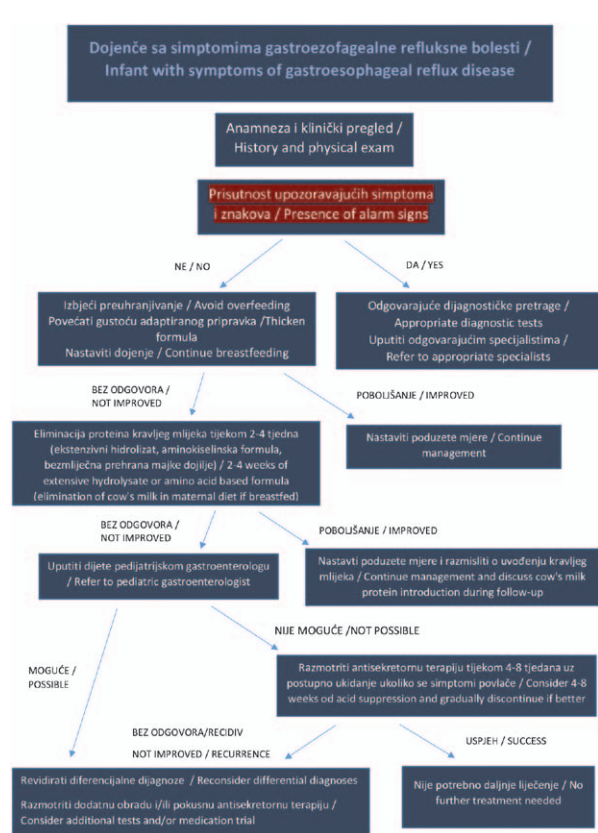 Dojenče sa simptomima gastroezofagealne refluksne bolesti /
Infant with symptoms of gastroesophageal reflux disease
Anamneza i klinički pregled /
History and physical exam
Prisutnost upozoravajućih simptoma
i znakova / Presence of alarm signs
NE / NO
DA / YES
Izbjeći preuhranjivanje / Avoid overfeeding
Povećati gustoću adaptiranog pripravka /Thicken
formula
Nastaviti dojenje / Continue breastfeeding
Odgovarajuće dijagnostičke pretrage /
Appropriate diagnostic tests
Uputiti odgovarajućim specijalistima /
Refer to appropriate specialists
BEZ ODGOVORA /
NOT IMPROVED
POBOLJŠANJE / IMPROVED
Eliminacija proteina kravljeg mlijeka tijekom 2-4 tjedna
(ekstenzivni hidrolizat, aminokiselinska formula,
bezmliječna prehrana majke dojilje) / 2-4 weeks of
extensive hydrolysate or amino acid based formula
(elimination of cow's milk in maternal diet if breastfed)
Nastaviti poduzete mjere / Continue
management
BEZ ODGOVORA /
NOT IMPROVED
POBOLJŠANJE / IMPROVED
Uputiti dijete pedijatrijskom gastroenterologu
/ Refer to pediatric gastroenterologist
Nastavti poduzete mjere i razmisliti o uvođenju kravljeg
mlijeka / Continue management and discuss cow's milk
protein introduction during follow-up
NIJE MOGUĆE /NOT POSSIBLE
MOGUĆE /
POSSIBLE
Razmotriti antisekretornu terapiju tijekom 4-8 tjedana uz
postupno ukidanje ukoliko se simptomi povlače / Consider 4-8
weeks od acid suppression and gradually discontinue if better
BEZ ODGOVORA/RECIDIV
NOT IMPROVED / RECURRENCE
USPJEH / SUCCESS
Revidirati diferencijalne dijagnoze / Reconsider differential diagnoses
Razmotriti dodatnu obradu i/ili pokusnu antisekretornu terapiju /
Consider additional tests and/or medication trial
Nije potrebno daljnje liječenje / No
further treatment needed